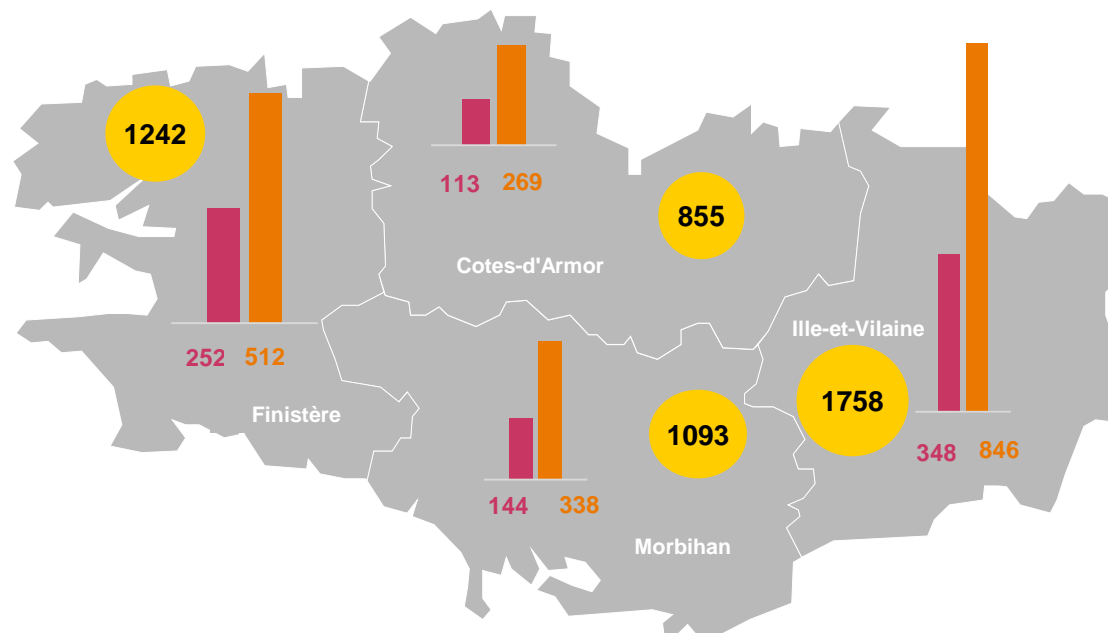 1242
252 512
Finistère
113 269
855
Cotes-d'Armor
144 338
1093
Morbihan
Ille-et-Vilaine
1758
348 846